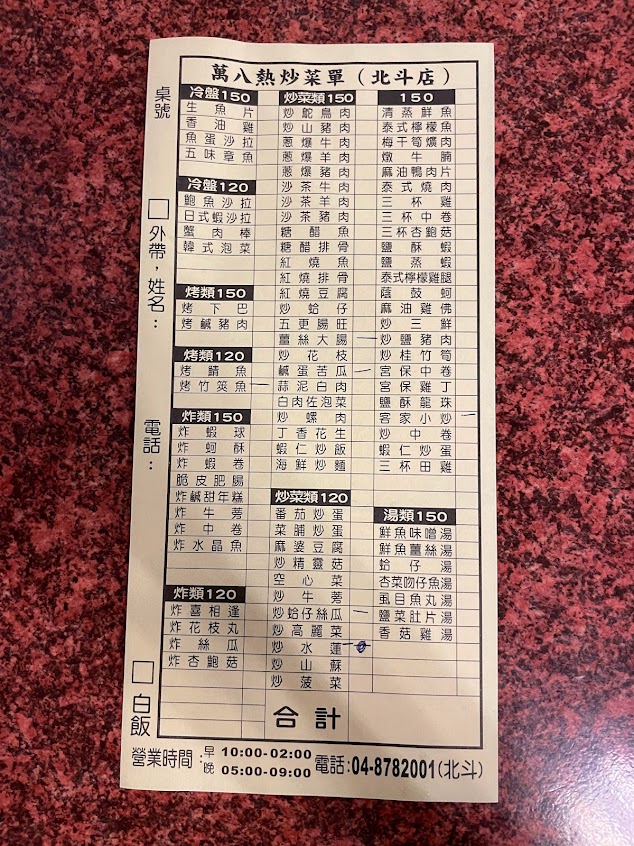 萬八熱炒菜單(北斗店)
桌號
□外帶,姓名:
電話:
□白飯
冷盤150
生魚片
香油雞
魚蛋沙拉
五味章魚
冷盤120
鮑魚沙拉
日式蝦沙拉
蟹肉棒
韓式泡菜
烤類150
烤下巴
烤鹹豬肉
烤類120
烤鯖魚
烤竹筴魚
炸類150
炸蝦球
炸蚵酥
炸蝦卷
脆皮肥腸
炸鹹甜年糕
炸牛蒡
炸中卷
炸水晶魚
炸類120
炸喜相逢
炸花枝丸
炸絲瓜
炸杏鮑菇
炒菜類150
炒鴕鳥肉
炒山豬肉
蔥爆牛肉
蔥爆羊肉
蔥爆豬肉
沙茶牛肉
沙茶羊肉
沙茶豬肉
糖醋魚
糖醋排骨
紅燒魚
紅燒排骨
紅燒豆腐
炒蛤仔
五更腸旺
薑絲大腸
炒花枝
鹹蛋苦瓜
蒜泥白肉
白肉佐泡菜
炒螺肉
丁香花生
蝦仁炒飯
海鮮炒麵
炒菜類120
番茄炒蛋
菜脯炒蛋
麻婆豆腐
炒精靈菇
空心菜
炒牛蒡
炒蛤仔絲瓜
炒高麗菜
炒水蓮
炒山蘇
炒菠菜
合計
150
清蒸鮮魚
泰式檸檬魚
梅干筍爌肉
燉牛腩
麻油鴨肉片
泰式燒肉
三杯雞
三杯中卷
三杯杏鮑菇
鹽酥蝦
鹽蒸蝦
泰式檸檬雞腿
蔭鼓蚵
麻油雞佛
炒三鮮
炒鹽豬肉
炒桂竹筍
宮保中卷
宮保雞丁
鹽酥龍珠
客家小炒
炒中卷
蝦仁炒蛋
三杯田雞
湯類150
鮮魚味噌湯
鮮魚薑絲湯
蛤仔湯
杏菜吻仔魚湯
虱目魚丸湯
鹽菜肚片湯
香菇雞湯
營業時間:早 10:00-02:00
晚 05:00-09:00
電話:04-8782001(北斗)